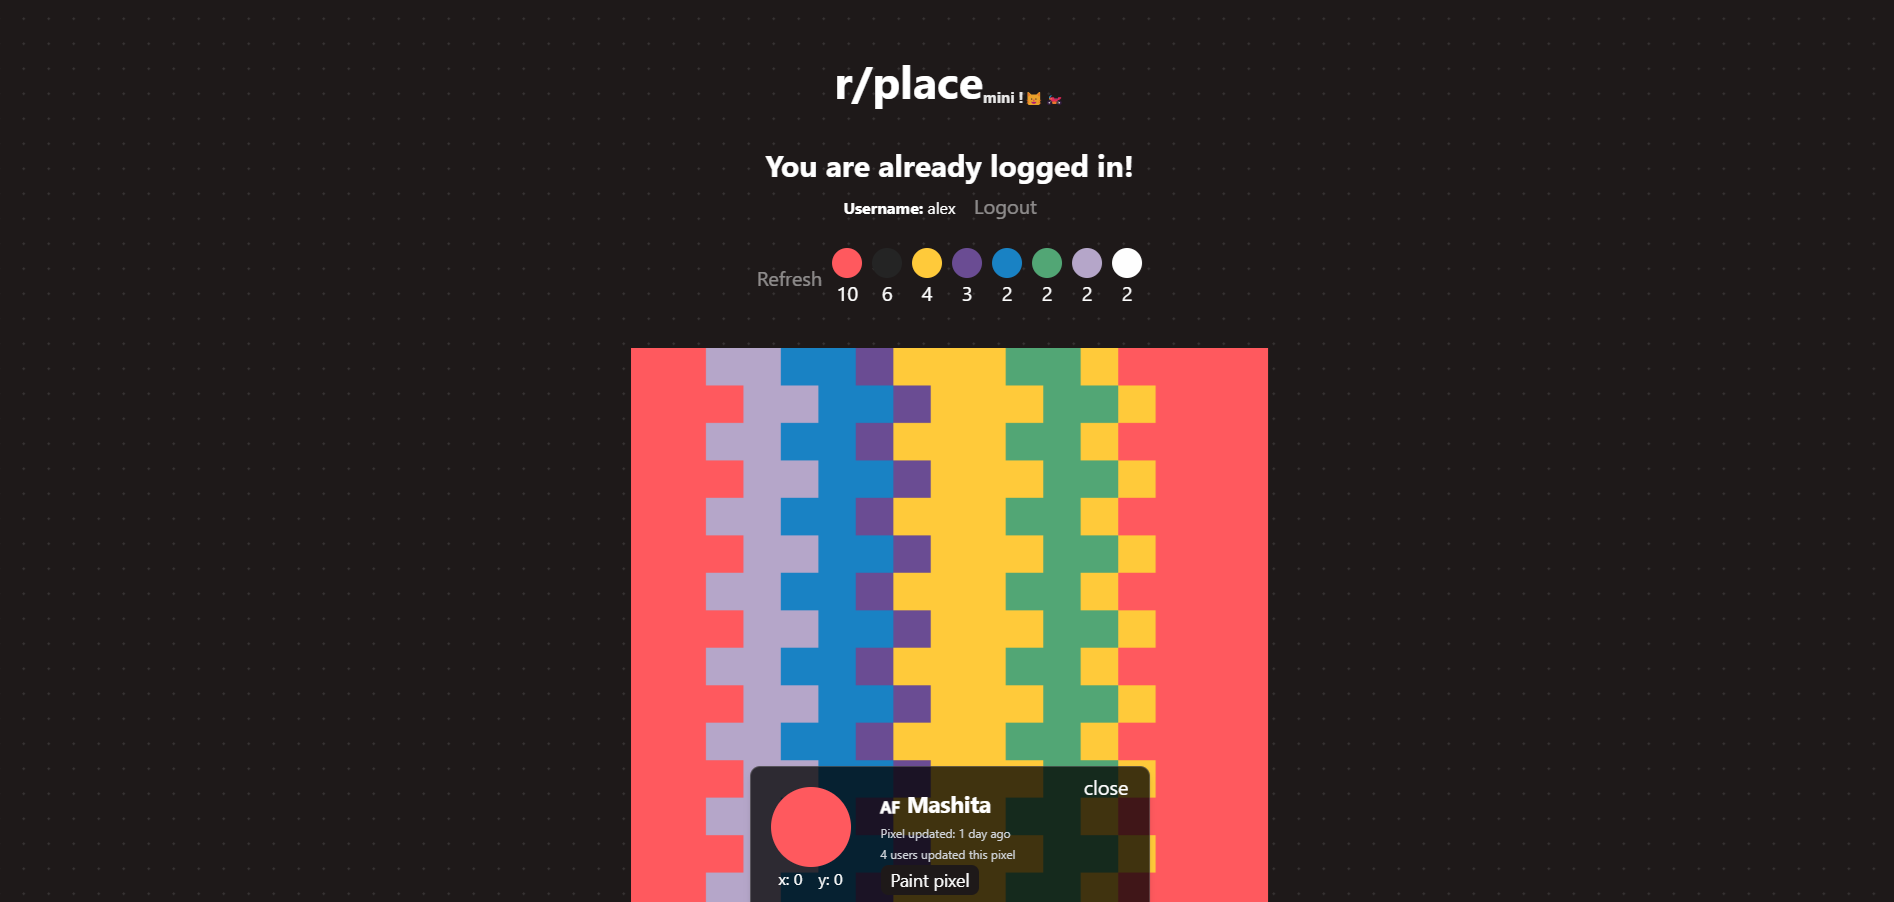 r/place mini !
You are already logged in!
Username: alex Logout
Refresh
10 6 4 3 2 2 2 2
close
AF Mashita
Pixel updated: 1 day ago
4 users updated this pixel
x: 0 y: 0
Paint pixel